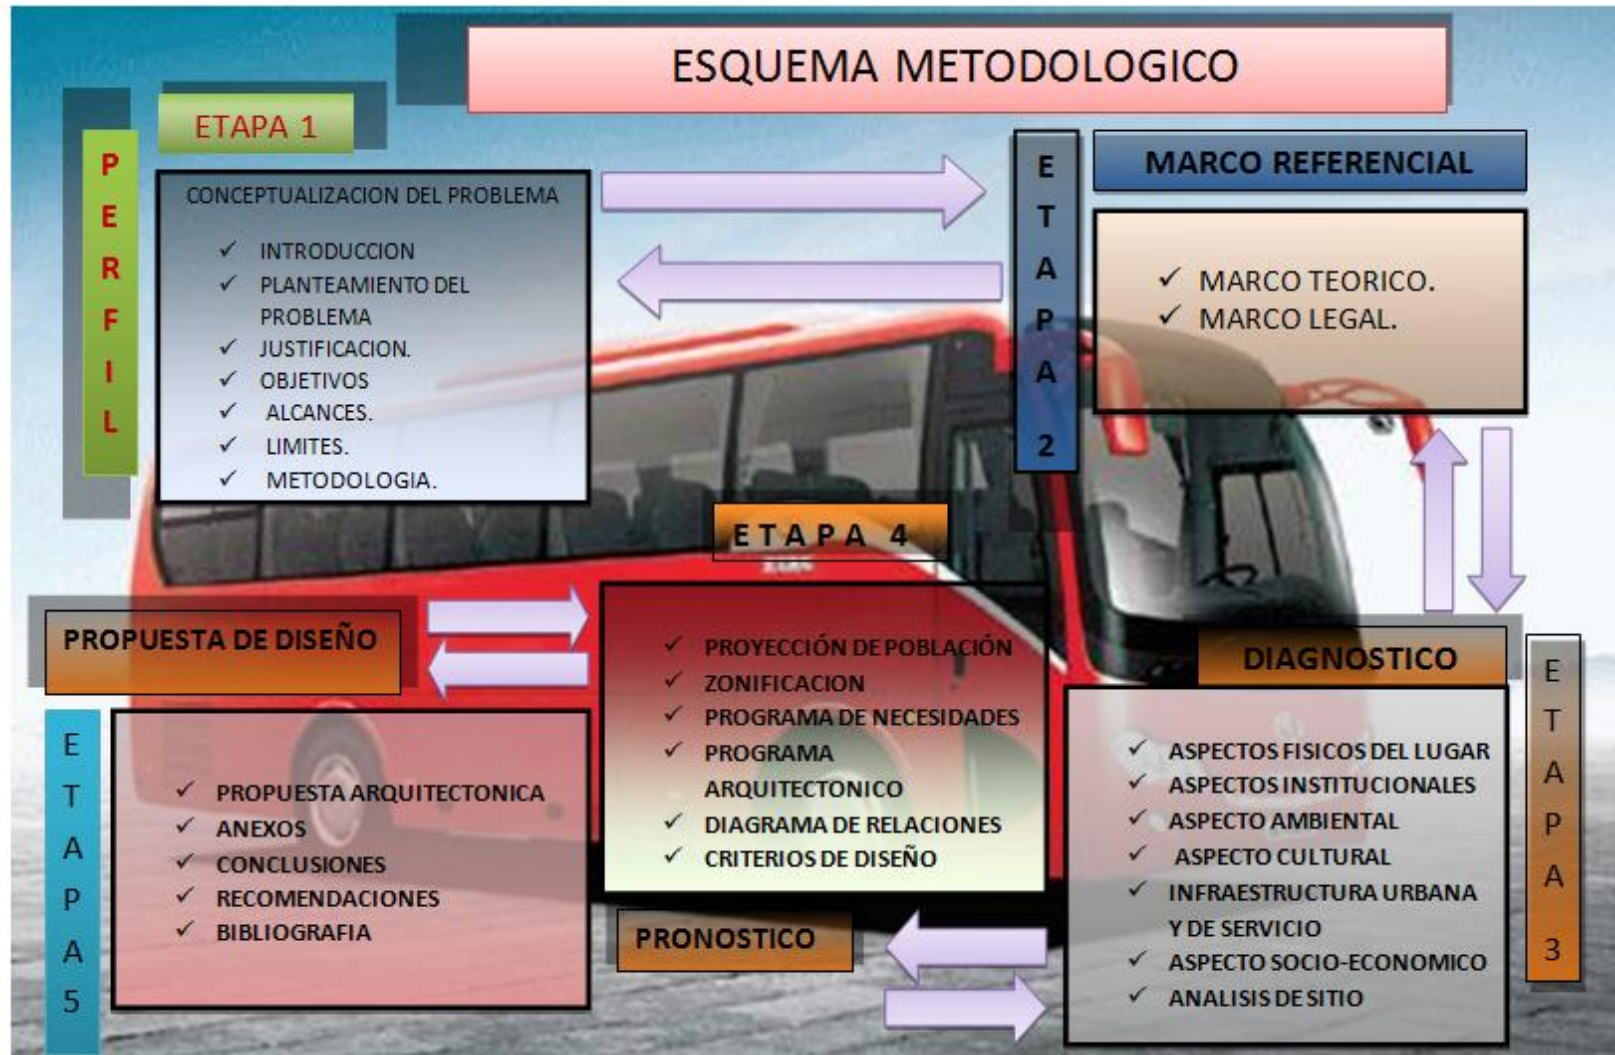 ESQUEMA METODOLOGICO
ETAPA 1
PERFIL
CONCEPTUALIZACION DEL PROBLEMA
✓ INTRODUCCION
✓ PLANTEAMIENTO DEL
PROBLEMA
✓ JUSTIFICACION.
✓ OBJETIVOS
✓ ALCANCES.
✓ LIMITES.
✓ METODOLOGIA.
ETAPA 2
MARCO REFERENCIAL
✓ MARCO TEORICO.
✓ MARCO LEGAL.
DIAGNOSTICO
ETAPA 3
✓ ASPECTOS FISICOS DEL LUGAR
✓ ASPECTOS INSTITUCIONALES
✓ ASPECTO AMBIENTAL
✓ ASPECTO CULTURAL
✓ INFRAESTRUCTURA URBANA
Y DE SERVICIO
✓ ASPECTO SOCIO-ECONOMICO
✓ ANALISIS DE SITIO
ETAPA 4
✓ PROYECCIÓN DE POBLACIÓN
✓ ZONIFICACION
✓ PROGRAMA DE NECESIDADES
✓ PROGRAMA
ARQUITECTONICO
✓ DIAGRAMA DE RELACIONES
✓ CRITERIOS DE DISEÑO
PRONOSTICO
PROPUESTA DE DISEÑO
ETAPA 5
✓ PROPUESTA ARQUITECTONICA
✓ ANEXOS
✓ CONCLUSIONES
✓ RECOMENDACIONES
✓ BIBLIOGRAFIA